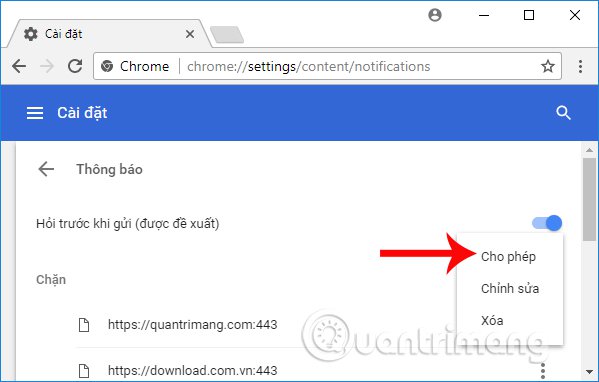 Cài đặt
Chrome
chrome://settings/content/notifications
Cài đặt
Thông báo
Hỏi trước khi gửi (được đề xuất)
Cho phép
Chặn
Chỉnh sửa
Xóa
https://quantrimang.com:443
Quantrimang
https://download.com.vn:443